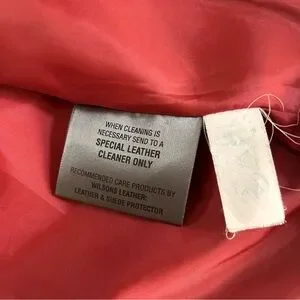 WHEN CLEANING IS
NECESSARY SEND TO A
SPECIAL LEATHER
CLEANER ONLY
RECOMMENDED CARE PRODUCTS BY
WILSONS LEATHER:
LEATHER & SUEDE PROTECTOR